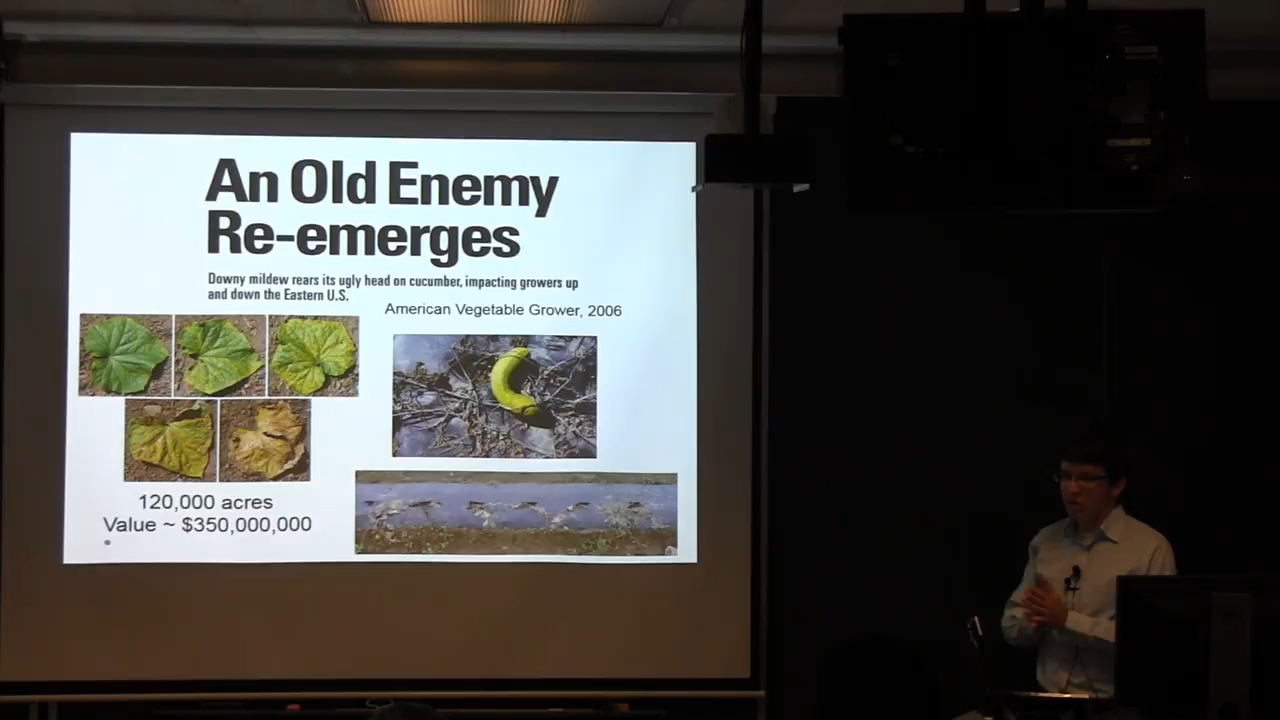 An Old Enemy
Re-emerges
Downy mildew rears its ugly head on cucumber, impacting growers up
and down the Eastern U.S.
American Vegetable Grower, 2006
120,000 acres
Value ~ $350,000,000